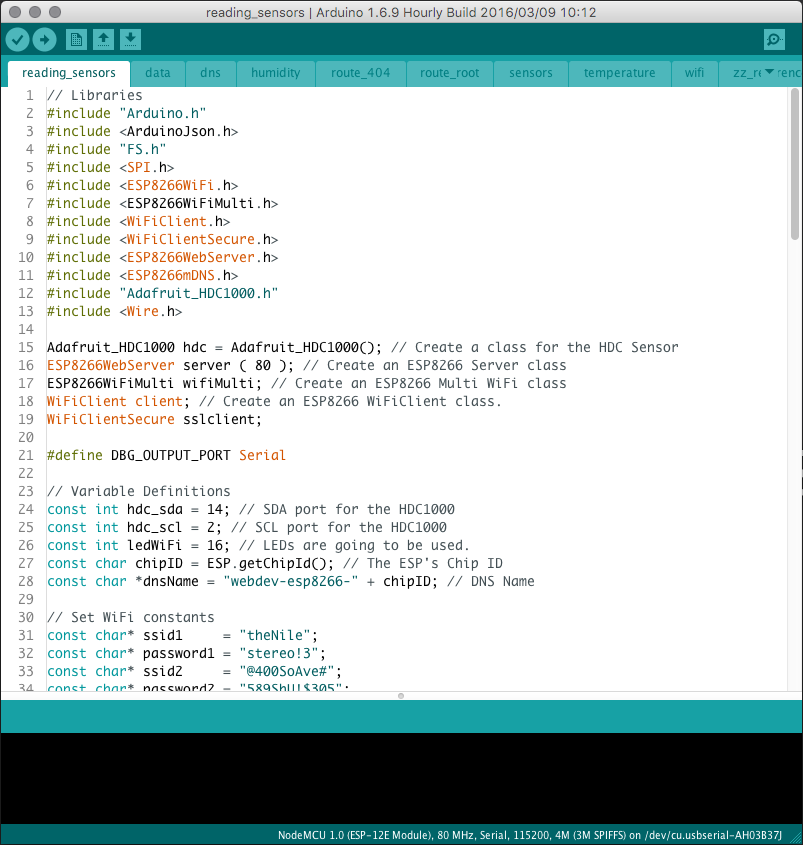 reading_sensors | Arduino 1.6.9 Hourly Build 2016/03/09 10:12
reading_sensors data dns humidity route_404 route_root sensors temperature wifi
1 // Libraries
2 #include "Arduino.h"
3 #include <ArduinoJson.h>
4 #include "FS.h"
5 #include <SPI.h>
6 #include <ESP8266WiFi.h>
7 #include <ESP8266WiFiMulti.h>
8 #include <WiFiClient.h>
9 #include <WiFiClientSecure.h>
10 #include <ESP8266WebServer.h>
11 #include <ESP8266mDNS.h>
12 #include "Adafruit_HDC1000.h"
13 #include <Wire.h>
14
15 Adafruit_HDC1000 hdc = Adafruit_HDC1000(); // Create a class for the HDC Sensor
16 ESP8266WebServer server ( 80 ); // Create an ESP8266 Server class
17 ESP8266WiFiMulti wifiMulti; // Create an ESP8266 Multi WiFi class
18 WiFiClient client; // Create an ESP8266 WiFiClient class.
19 WiFiClientSecure sslclient;
20
21 #define DBG_OUTPUT_PORT Serial
22
23 // Variable Definitions
24 const int hdc_sda = 14; // SDA port for the HDC1000
25 const int hdc_scl = 2; // SCL port for the HDC1000
26 const int ledWiFi = 16; // LEDs are going to be used.
27 const char chipID = ESP.getChipId(); // The ESP's Chip ID
28 const char *dnsName = "webdev-esp8266-" + chipID; // DNS Name
29
30 // Set WiFi constants
31 const char* ssid1     = "theNile";
32 const char* password1 = "stereo!3";
33 const char* ssid2     = "@400SoAve#";
34 const char* password2 =
NodeMCU 1.0 (ESP-12E Module), 80 MHz, Serial, 115200, 4M (3M SPIFFS) on /dev/cu.usbserial-AH03B37J